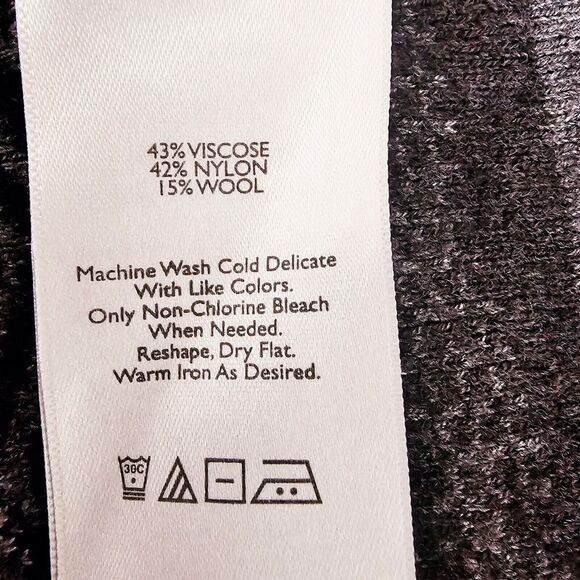 43% VISCOSE
42% NYLON
15% WOOL
Machine Wash Cold Delicate
With Like Colors.
Only Non-Chlorine Bleach
When Needed.
Reshape, Dry Flat.
Warm Iron As Desired.
30C